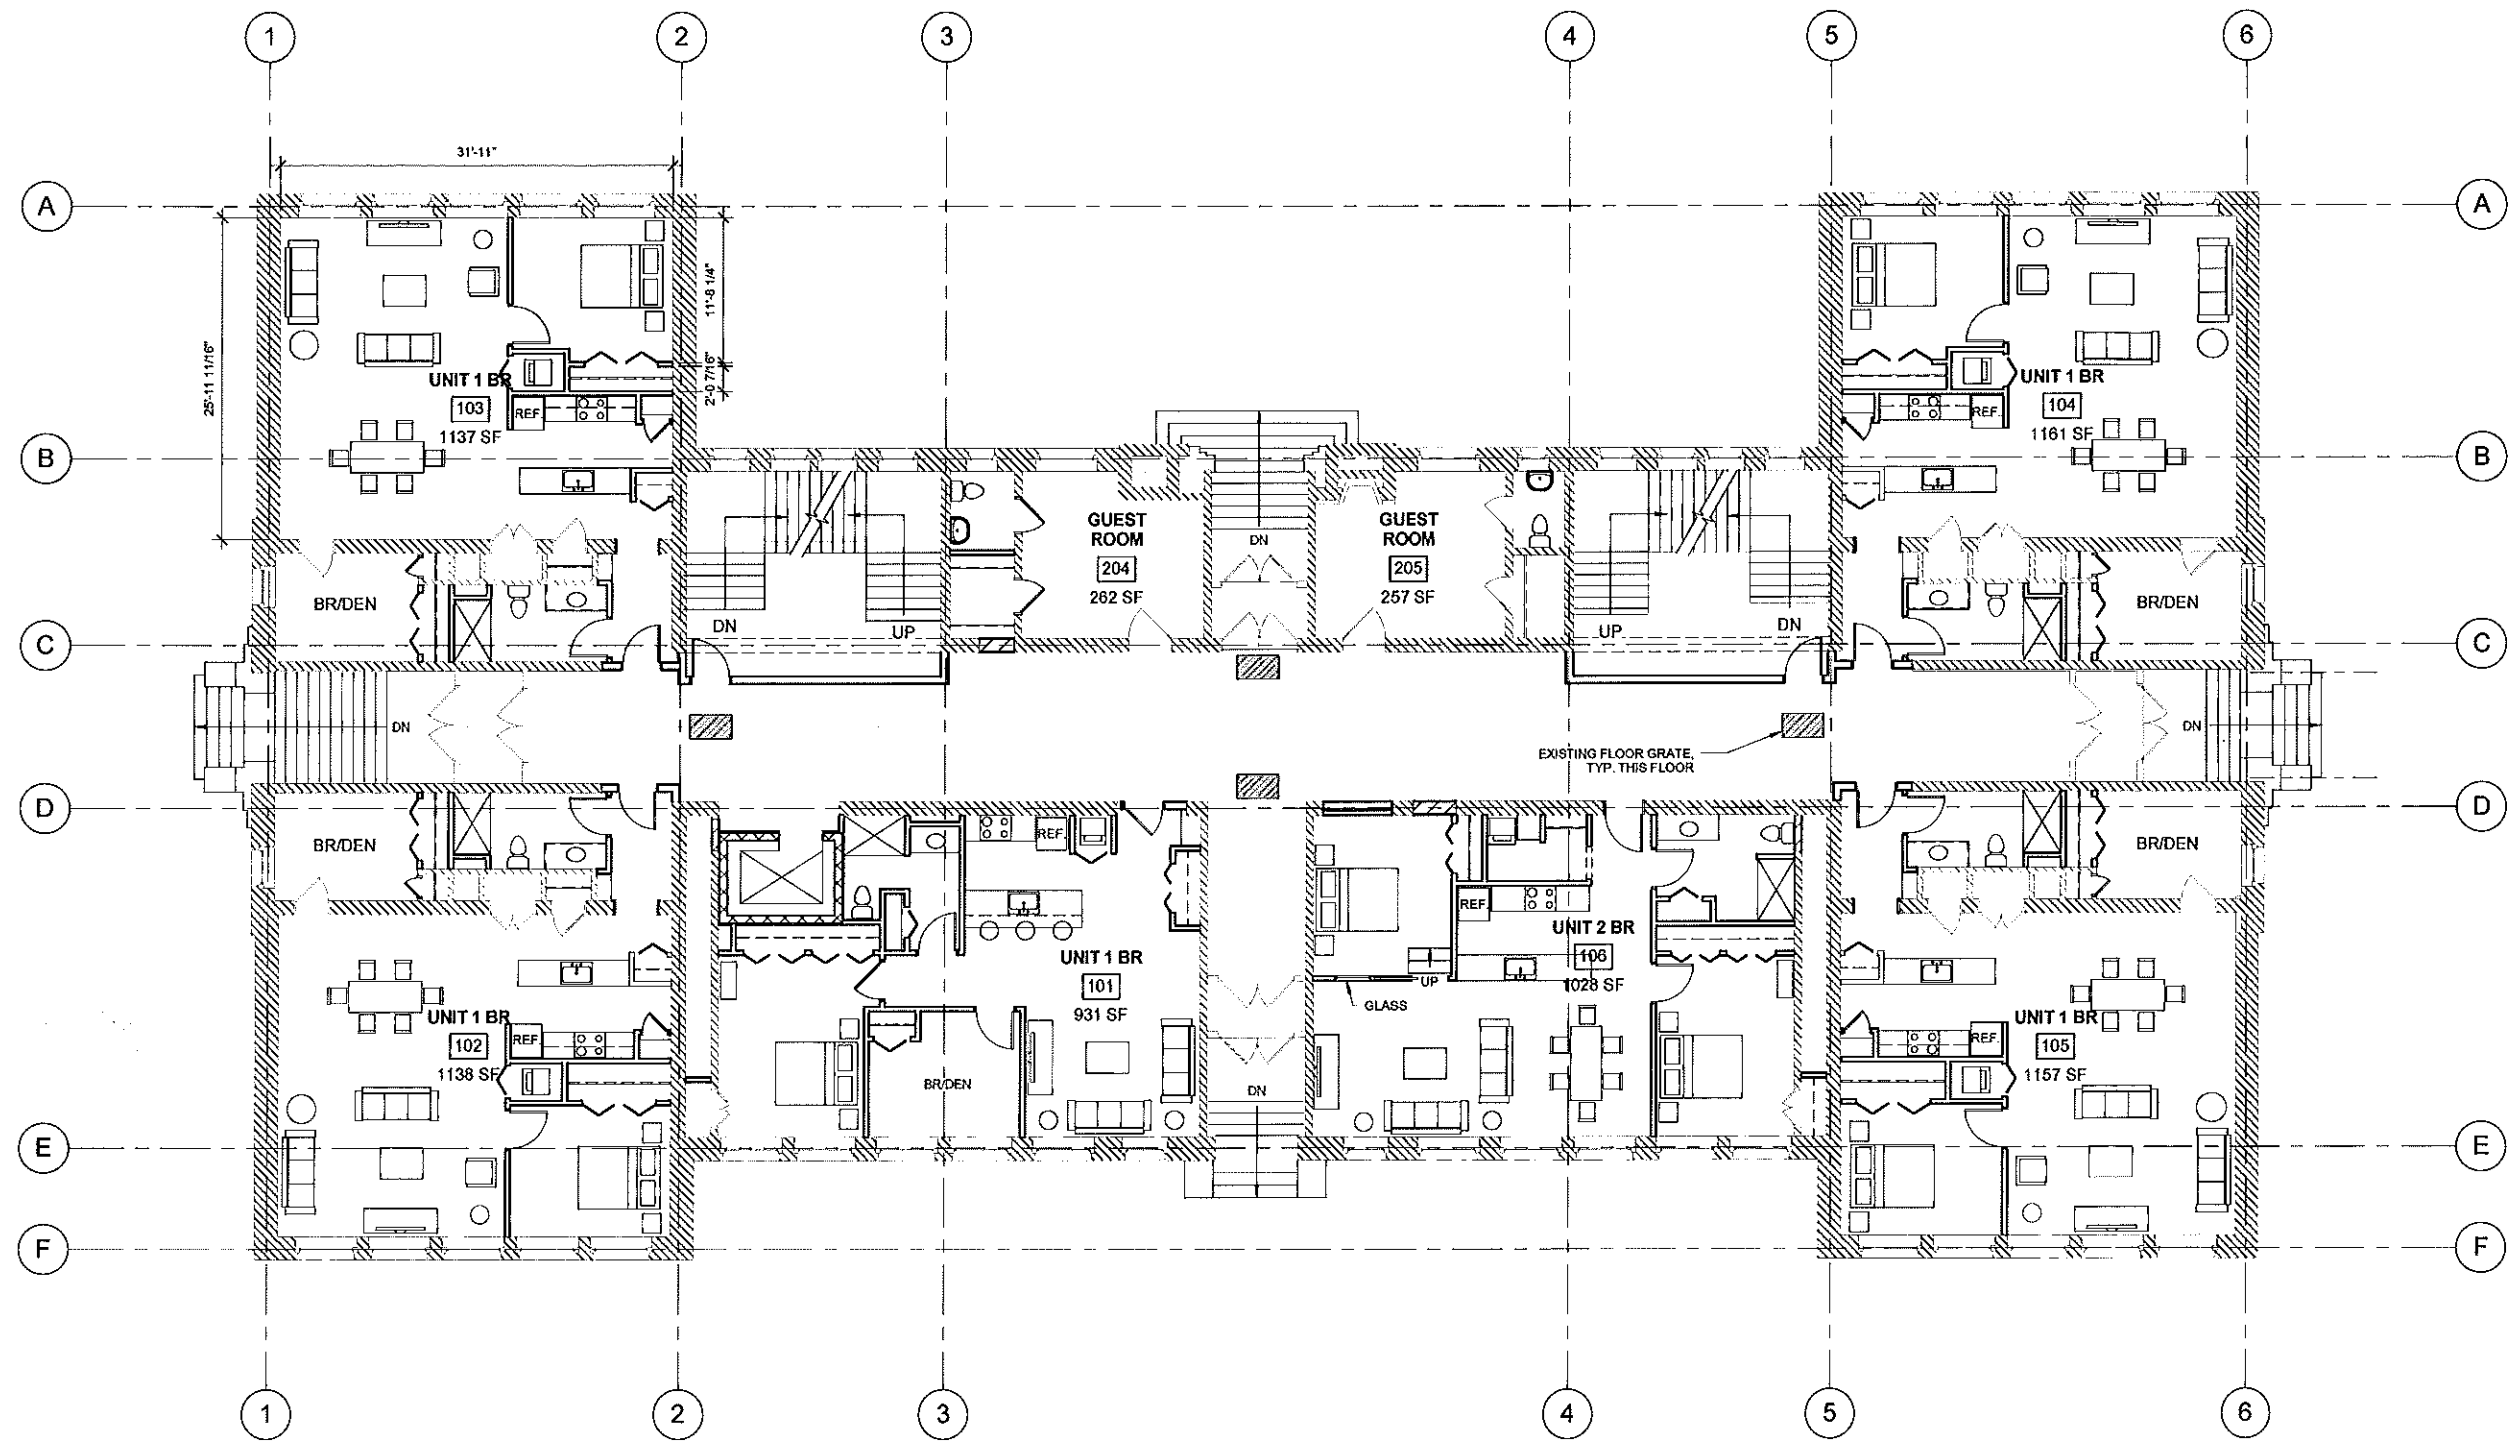 1
2
3
4
5
6
31'-11"
A
A
11'-8 1/4"
25'-11 11/16"
2'-0 7/16"
UNIT 1 BR
103
1137 SF
REF.
UNIT 1 BR
104
1161 SF
REF.
B
B
GUEST
ROOM
204
262 SF
DN
GUEST
ROOM
205
257 SF
BR/DEN
BR/DEN
DN
UP
UP
DN
C
C
DN
DN
EXISTING FLOOR GRATE,
TYP. THIS FLOOR
D
D
BR/DEN
REF.
BR/DEN
REF.
UNIT 2 BR
106
1028 SF
UNIT 1 BR
101
931 SF
UP
GLASS
UNIT 1 BR
102
1138 SF
REF.
UNIT 1 BR
105
1157 SF
REF.
BR/DEN
DN
E
E
F
F
1
2
3
4
5
6